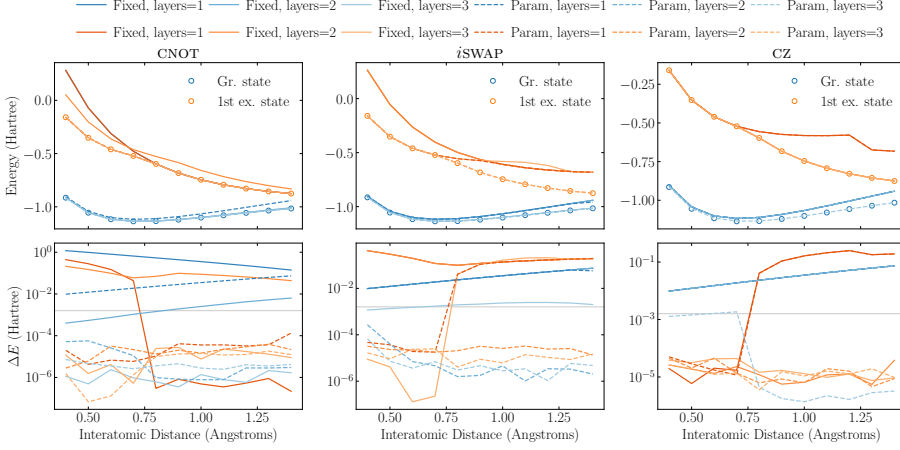 Fixed, layers=1 Fixed, layers=2 Fixed, layers=3 Param, layers=1 Param, layers=2 Param, layers=3
Fixed, layers=1 Fixed, layers=2 Fixed, layers=3 Param, layers=1 Param, layers=2 Param, layers=3
CNOT iSWAP CZ
Gr. state
1st ex. state
Gr. state
1st ex. state
Gr. state
1st ex. state
Energy (Hartree)
0.0
−0.5
−1.0
0.0
−0.5
−1.0
−0.25
−0.50
−0.75
−1.00
ΔE (Hartree)
10⁰
10⁻²
10⁻⁴
10⁻⁶
10⁻²
10⁻⁴
10⁻⁶
10⁻¹
10⁻³
10⁻⁵
0.50 0.75 1.00 1.25 0.50 0.75 1.00 1.25 0.50 0.75 1.00 1.25
Interatomic Distance (Angstroms) Interatomic Distance (Angstroms) Interatomic Distance (Angstroms)